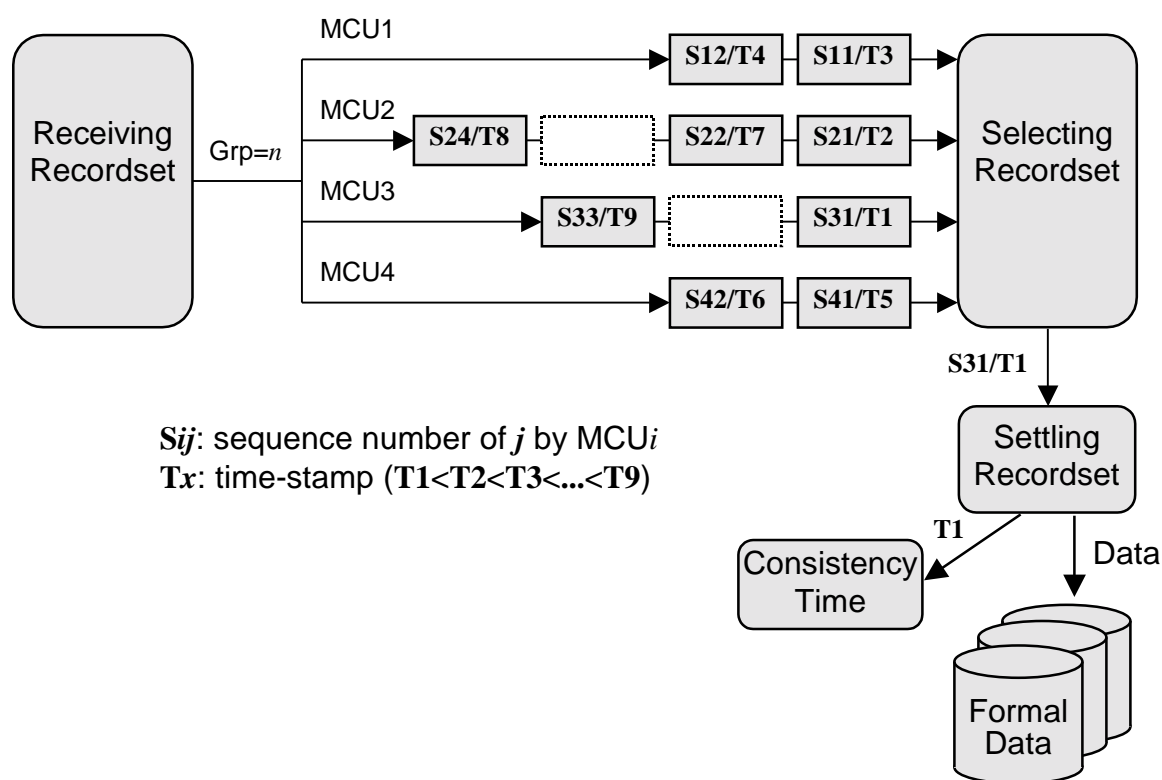 MCU1
S12/T4
S11/T3
Receiving
Recordset
Grp=n
MCU2
S24/T8
S22/T7
S21/T2
Selecting
Recordset
MCU3
S33/T9
S31/T1
MCU4
S42/T6
S41/T5
S31/T1
Sij: sequence number of j by MCUi
Tx: time-stamp (T1<T2<T3<...<T9)
Settling
Recordset
T1
Data
Consistency
Time
Formal
Data